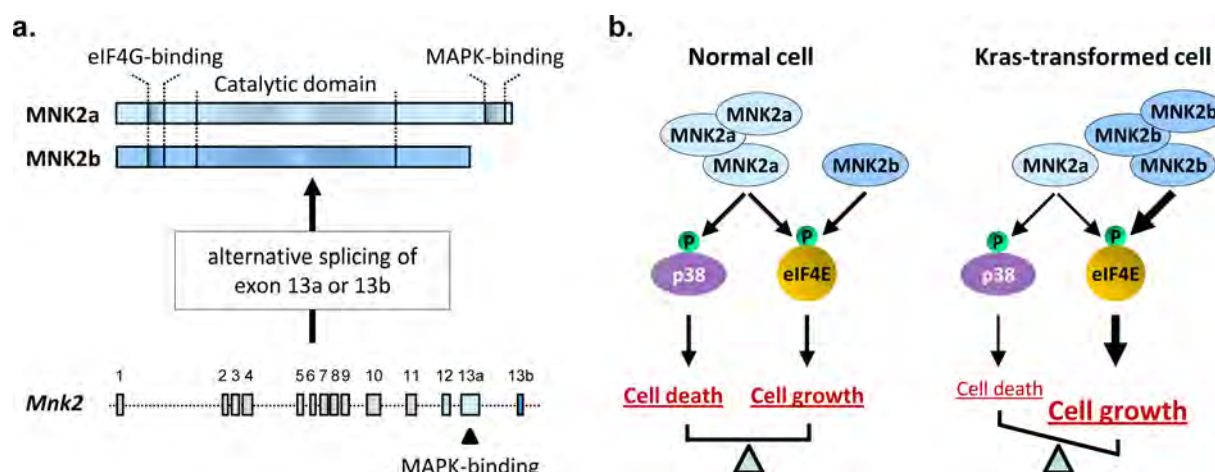 a.
eIF4G-binding
MAPK-binding
Catalytic domain
MNK2a
MNK2b
alternative splicing of
exon 13a or 13b
1 2 3 4 5 6 7 8 9 10 11 12 13a 13b
Mnk2
MAPK-binding
b.
Normal cell
MNK2a
MNK2a
MNK2a
MNK2b
P
P
p38
eIF4E
Cell death
Cell growth
Kras-transformed cell
MNK2b
MNK2b
MNK2a
MNK2b
P
P
p38
eIF4E
Cell death
Cell growth